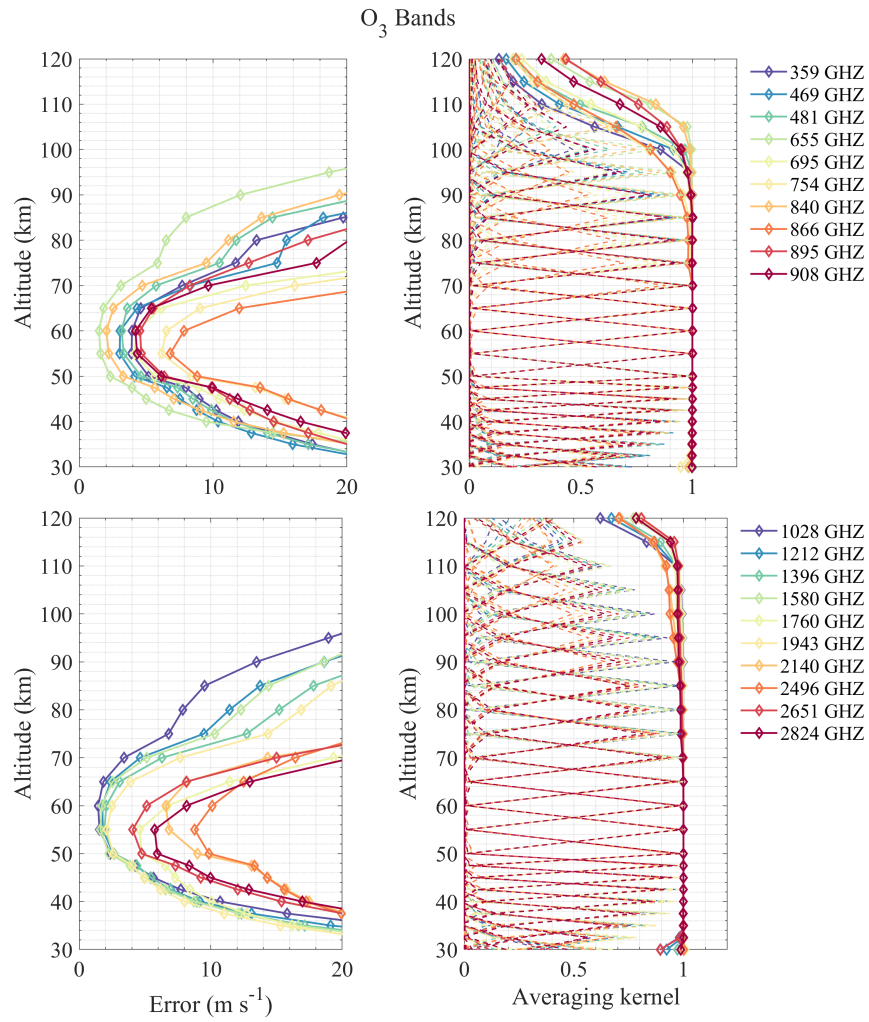 O3 Bands
120
110
100
90
80
70
60
50
40
30
Altitude (km)
0
10
20
120
110
100
90
80
70
60
50
40
30
Altitude (km)
0
0.5
1
359 GHZ
469 GHZ
481 GHZ
655 GHZ
695 GHZ
754 GHZ
840 GHZ
866 GHZ
895 GHZ
908 GHZ
120
110
100
90
80
70
60
50
40
30
Altitude (km)
0
10
20
Error (m s-1)
120
110
100
90
80
70
60
50
40
30
Altitude (km)
0
0.5
1
Averaging kernel
1028 GHZ
1212 GHZ
1396 GHZ
1580 GHZ
1760 GHZ
1943 GHZ
2140 GHZ
2496 GHZ
2651 GHZ
2824 GHZ